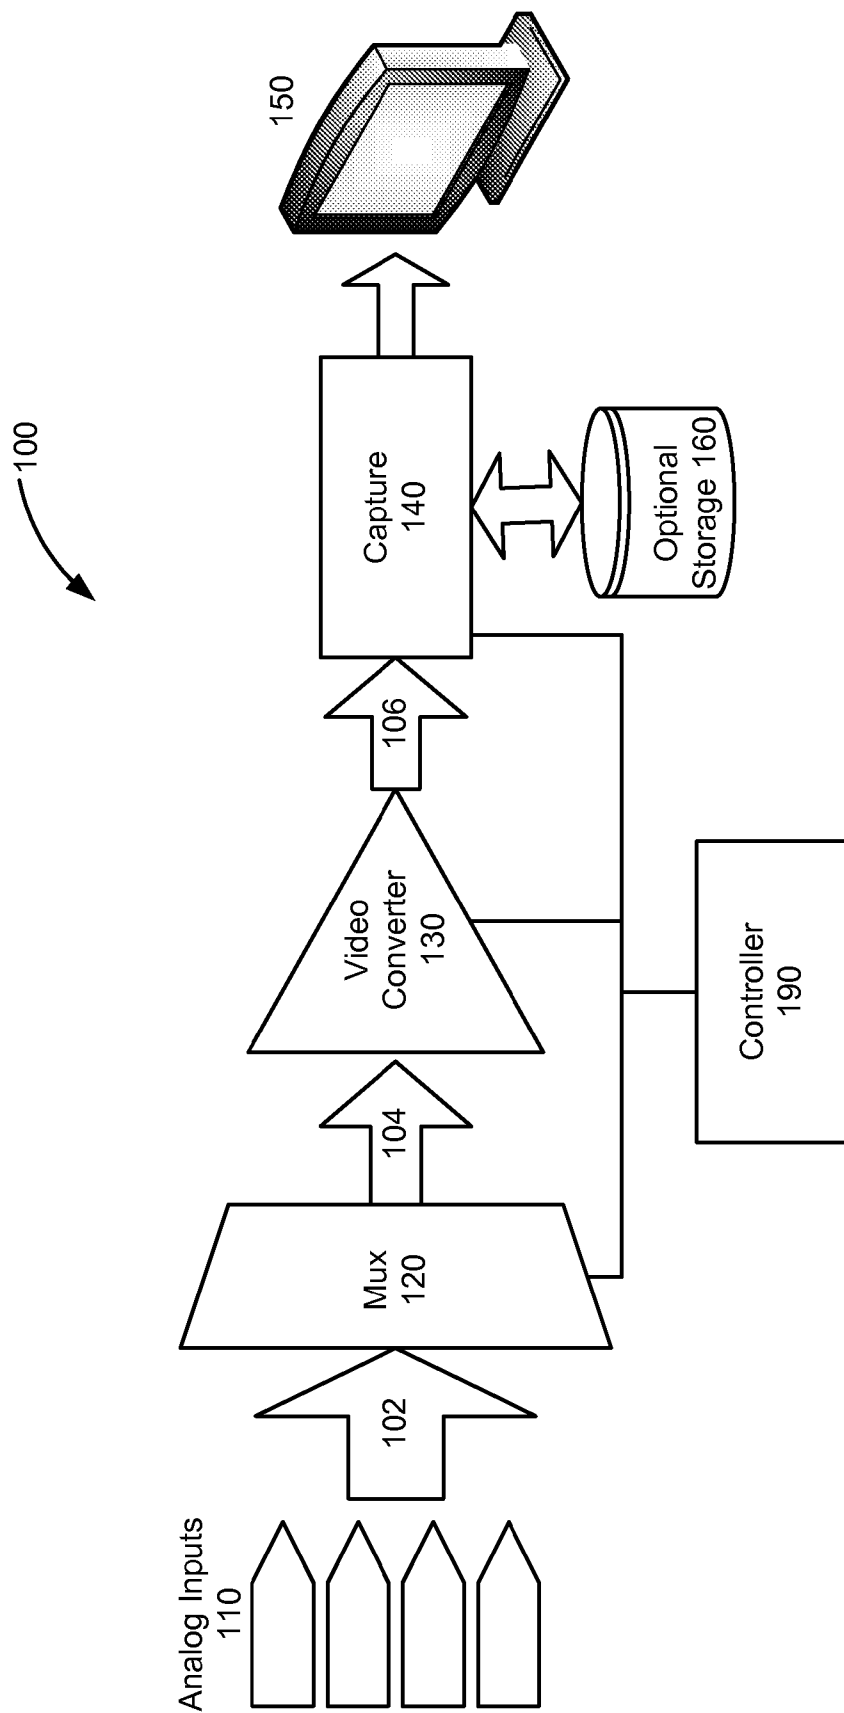 100
Analog Inputs
110
102
Mux
120
104
Video
Converter
130
106
Capture
140
150
Optional
Storage 160
Controller
190